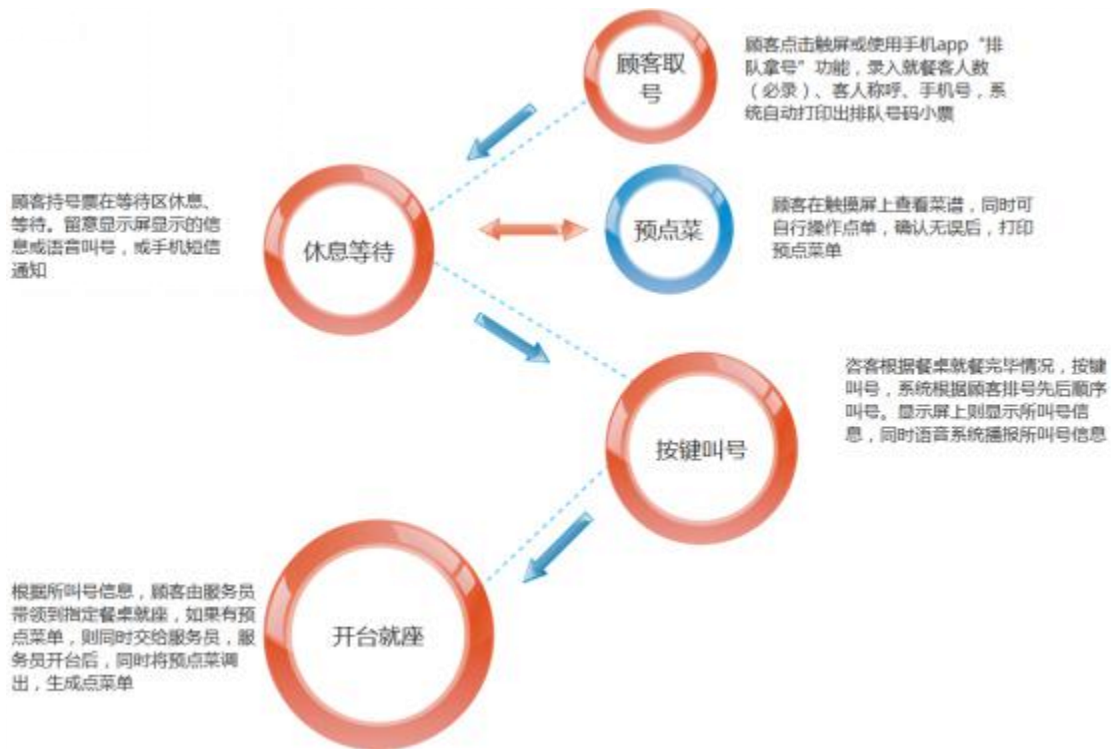 顾客取
号
顾客点击触屏或使用手机app“排
队拿号”功能，录入就餐客人数
（必录）、客人称呼、手机号，系
统自动打印出排队号码小票
顾客持号票在等待区休息、
等待。留意显示屏显示的信
息或语音叫号，或手机短信
通知
休息等待
预点菜
顾客在触摸屏上查看菜谱，同时可
自行操作点单，确认无误后，打印
预点菜单
按键叫号
咨客根据餐桌就餐完毕情况，按键
叫号，系统根据顾客排号先后顺序
叫号。显示屏上则显示所叫号信
息，同时语音系统播报所叫号信息
根据所叫号信息，顾客由服务员
带领到指定餐桌就座，如果有预
点菜单，则同时交给服务员，服
务员开台后，同时将预点菜调
出，生成点菜单
开台就座